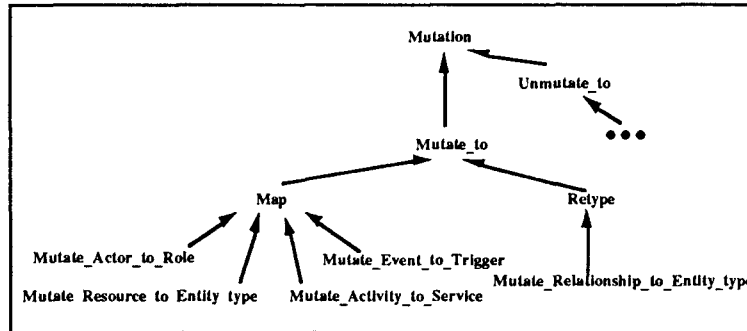 Mutation
Unmutate_to
Mutate_to
Map
Retype
Mutate_Actor_to_Role
Mutate_Event_to_Trigger
Mutate_Relationship_to_Entity_type
Mutate Resource to Entity type
Mutate_Activity_to_Service